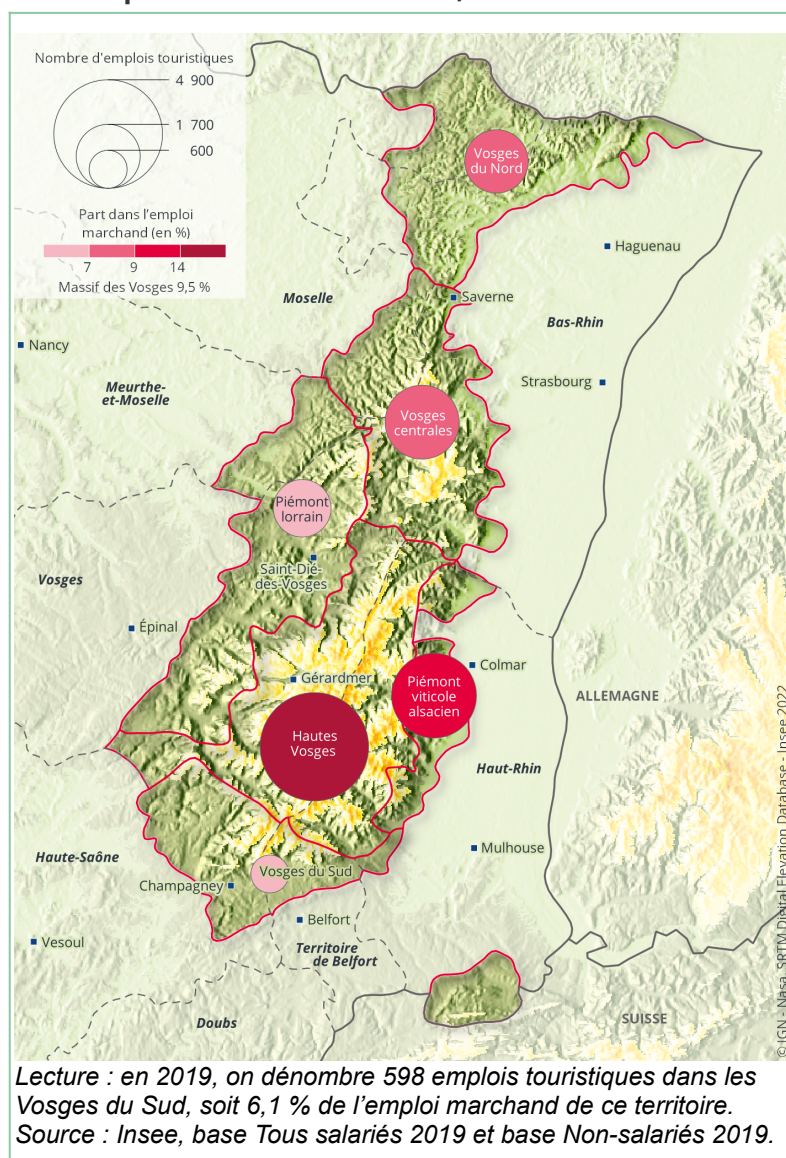 Nombre d'emplois touristiques
4 900
1 700
600
Part dans l'emploi
marchand (en %)
7 9 14
Massif des Vosges 9,5 %
Vosges
du Nord
Haguenau
Moselle
Saverne
Bas-Rhin
Nancy
Meurthe-
et-Moselle
Strasbourg
Vosges
centrales
Piémont
lorrain
Saint-Dié-
des-Vosges
Vosges
Épinal
Gérardmer
Colmar
Piémont
viticole
alsacien
ALLEMAGNE
Hautes
Vosges
Haut-Rhin
Mulhouse
Haute-Saône
Vosges du Sud
Champagney
Belfort
Vesoul
Territoire
de Belfort
Doubs
SUISSE
© IGN - Nasa, SRTM Digital Elevation Database - Insee 2022
Lecture : en 2019, on dénombre 598 emplois touristiques dans les
Vosges du Sud, soit 6,1 % de l'emploi marchand de ce territoire.
Source : Insee, base Tous salariés 2019 et base Non-salariés 2019.